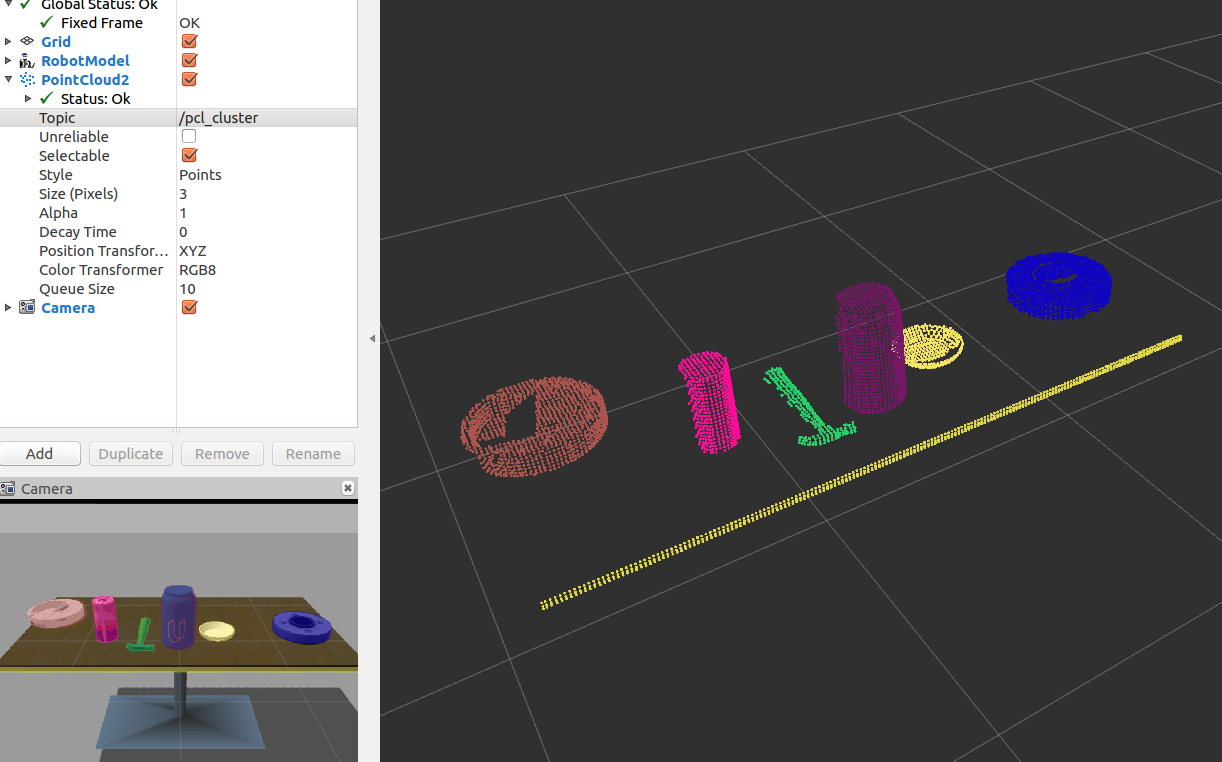 Global Status: Ok
Fixed Frame OK
Grid
RobotModel
PointCloud2
Status: Ok
Topic /pcl_cluster
Unreliable
Selectable
Style Points
Size (Pixels) 3
Alpha 1
Decay Time 0
Position Transfor... XYZ
Color Transformer RGB8
Queue Size 10
Camera
Add Duplicate Remove Rename
Camera